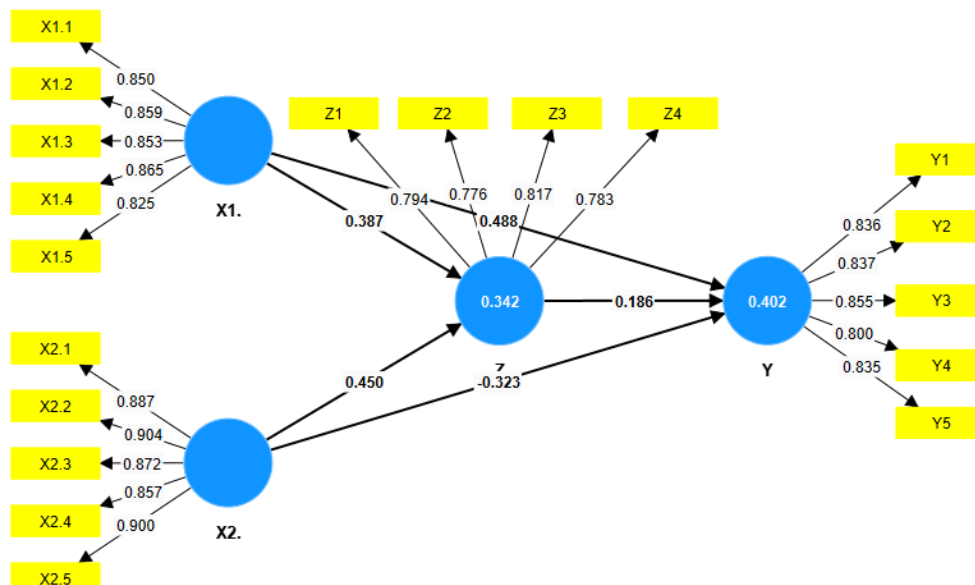 X1.1
X1.2
X1.3
X1.4
X1.5
0.850
0.859
0.853
0.865
0.825
X1.
Z1
Z2
Z3
Z4
0.794
0.776
0.817
0.783
0.387
0.488
0.342
Z
0.186
0.402
Y
0.450
-0.323
Y1
Y2
Y3
Y4
Y5
0.836
0.837
0.855
0.800
0.835
X2.1
X2.2
X2.3
X2.4
X2.5
0.887
0.904
0.872
0.857
0.900
X2.